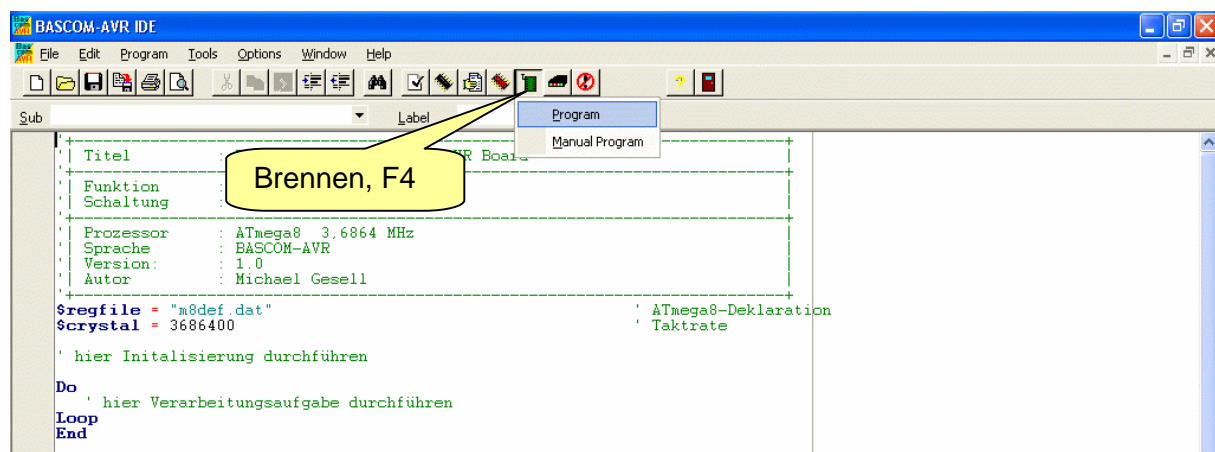 BASCOM-AVR IDE
File Edit Program Tools Options Window Help
Sub Label
Program
Manual Program
Brennen, F4
'| Titel : R Board
'| Funktion :
'| Schaltung :
'| Prozessor : ATmega8 3,6864 MHz
'| Sprache : BASCOM-AVR
'| Version: : 1.0
'| Autor : Michael Gesell
$regfile = "m8def.dat" ' ATmega8-Deklaration
$crystal = 3686400 ' Taktrate
' hier Initalisierung durchführen
Do
' hier Verarbeitungsaufgabe durchführen
Loop
End